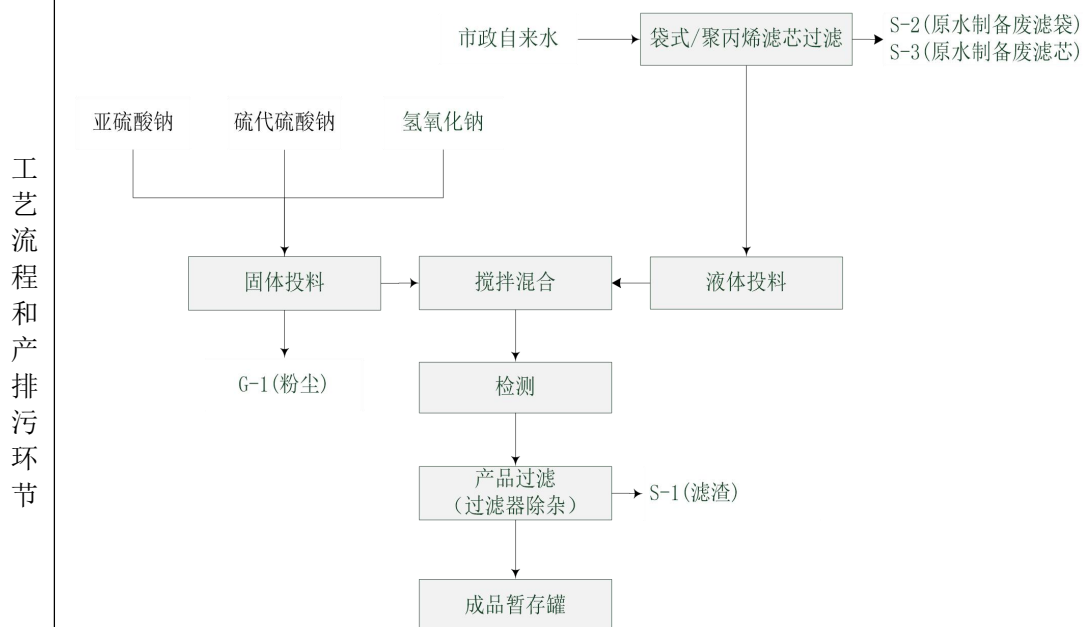 工艺流程和产排污环节
市政自来水
袋式/聚丙烯滤芯过滤
S-2(原水制备废滤袋)
S-3(原水制备废滤芯)
亚硫酸钠
硫代硫酸钠
氢氧化钠
固体投料
搅拌混合
液体投料
G-1(粉尘)
检测
产品过滤
（过滤器除杂）
S-1(滤渣)
成品暂存罐